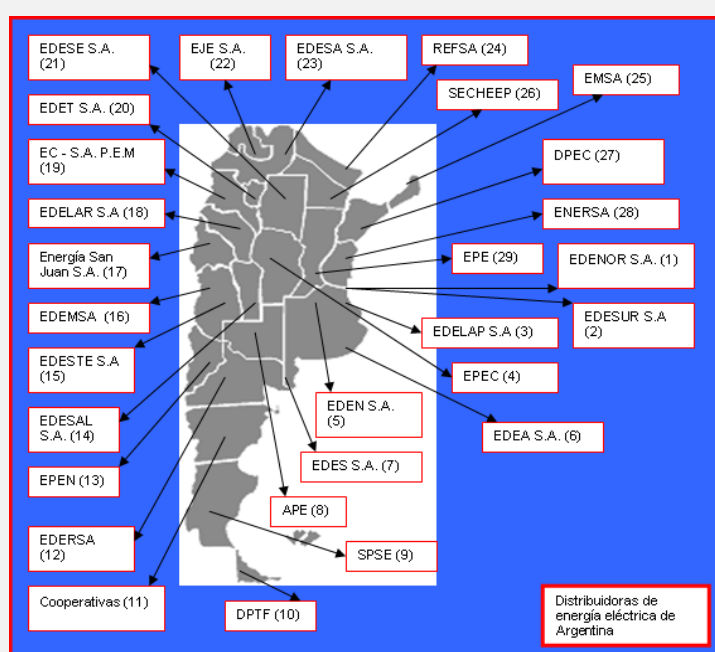 EDESE S.A.
(21)
EJE S.A.
(22)
EDESA S.A.
(23)
REFSA (24)
EMSA (25)
SECHEEP (26)
EDET S.A. (20)
EC - S.A. P.E.M
(19)
DPEC (27)
EDELAR S.A (18)
ENERSA (28)
Energía San
Juan S.A. (17)
EPE (29)
EDENOR S.A. (1)
EDEMSA (16)
EDESUR S.A
(2)
EDELAP S.A (3)
EDESTE S.A
(15)
EPEC (4)
EDEN S.A.
(5)
EDESAL
S.A. (14)
EDEA S.A. (6)
EDES S.A. (7)
EPEN (13)
APE (8)
EDERSA
(12)
SPSE (9)
Cooperativas (11)
DPTF (10)
Distribuidoras de
energía eléctrica de
Argentina